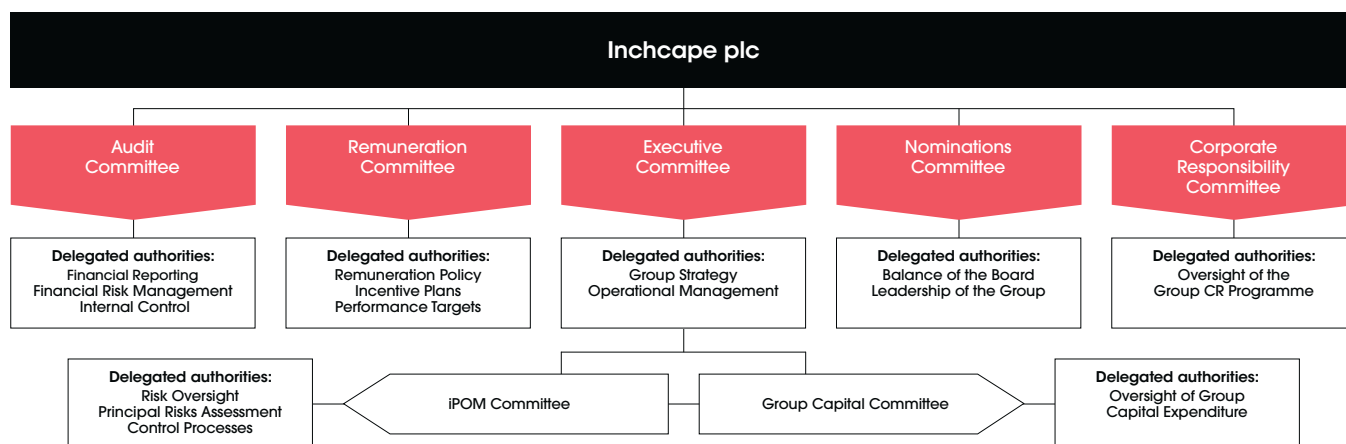 Inchcape plc
Audit
Committee
Remuneration
Committee
Executive
Committee
Nominations
Committee
Corporate
Responsibility
Committee
Delegated authorities:
Financial Reporting
Financial Risk Management
Internal Control
Delegated authorities:
Remuneration Policy
Incentive Plans
Performance Targets
Delegated authorities:
Group Strategy
Operational Management
Delegated authorities:
Balance of the Board
Leadership of the Group
Delegated authorities:
Oversight of the
Group CR Programme
Delegated authorities:
Risk Oversight
Principal Risks Assessment
Control Processes
iPOM Committee
Group Capital Committee
Delegated authorities:
Oversight of Group
Capital Expenditure